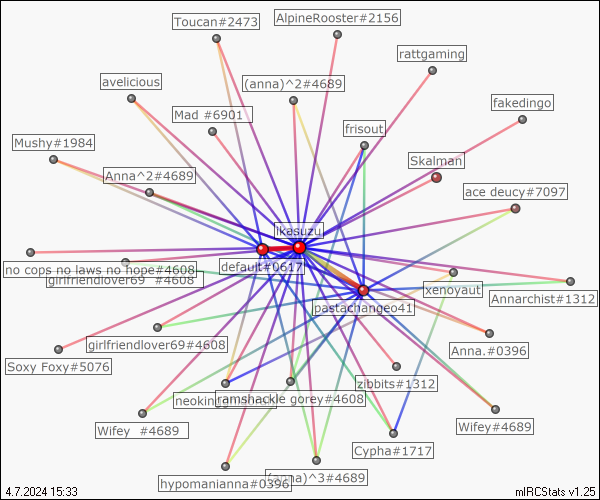 Toucan#2473
AlpineRooster#2156
rattgaming
avelicious
(anna)^2#4689
fakedingo
Mad #6901
frisout
Mushy#1984
Skalman
Anna^2#4689
ace deucy#7097
ikasuzu
default#0617
no cops no laws no hope#4608
girlfriendlover69 #4608
xenoyaut
Annarchist#1312
pastachangeo41
girlfriendlover69#4608
Anna.#0396
Soxy Foxy#5076
zibbits#1312
ramshackle gorey#4608
Wifey #4689
Wifey#4689
Cypha#1717
hypomanianna#0396
(anna)^3#4689
4.7.2024 15:33
mIRCStats v1.25